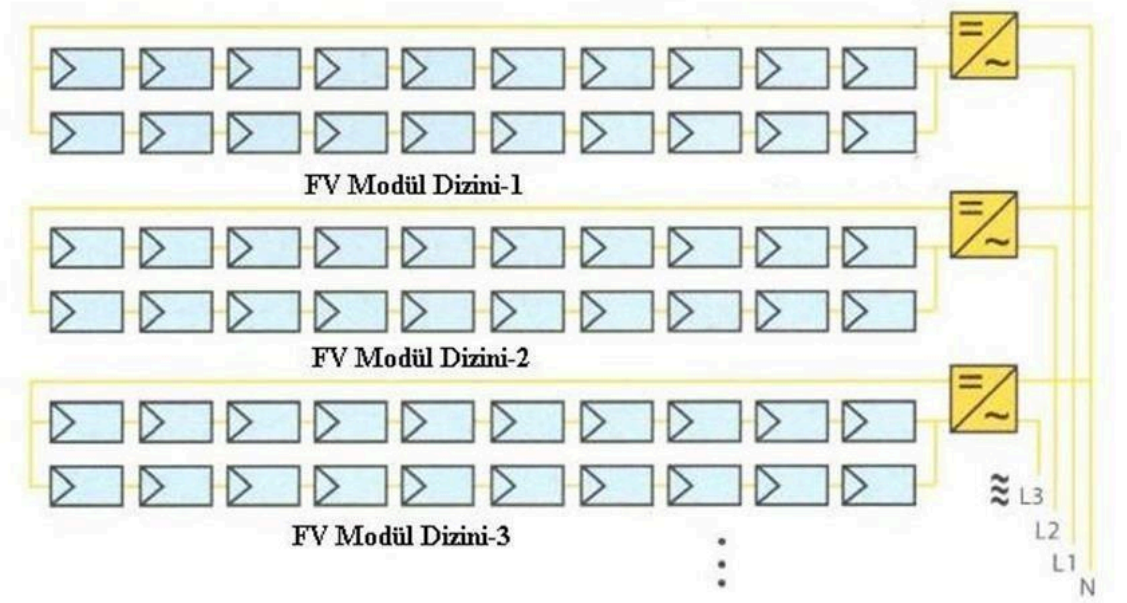 FV Modül Dizini-1
FV Modül Dizini-2
FV Modül Dizini-3
L3
L2
L1
N